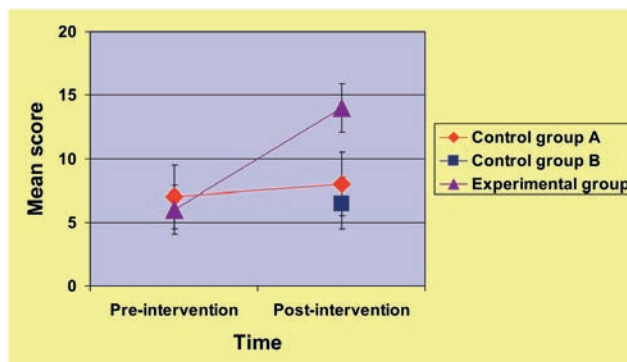 20
15
10
5
0
Mean score
Pre-intervention
Post-intervention
Time
Control group A
Control group B
Experimental group